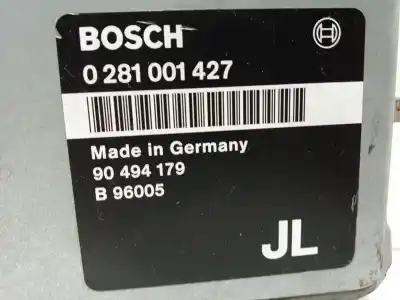 BOSCH
0 281 001 427
Made in Germany
90 494 179
B 96005
JL